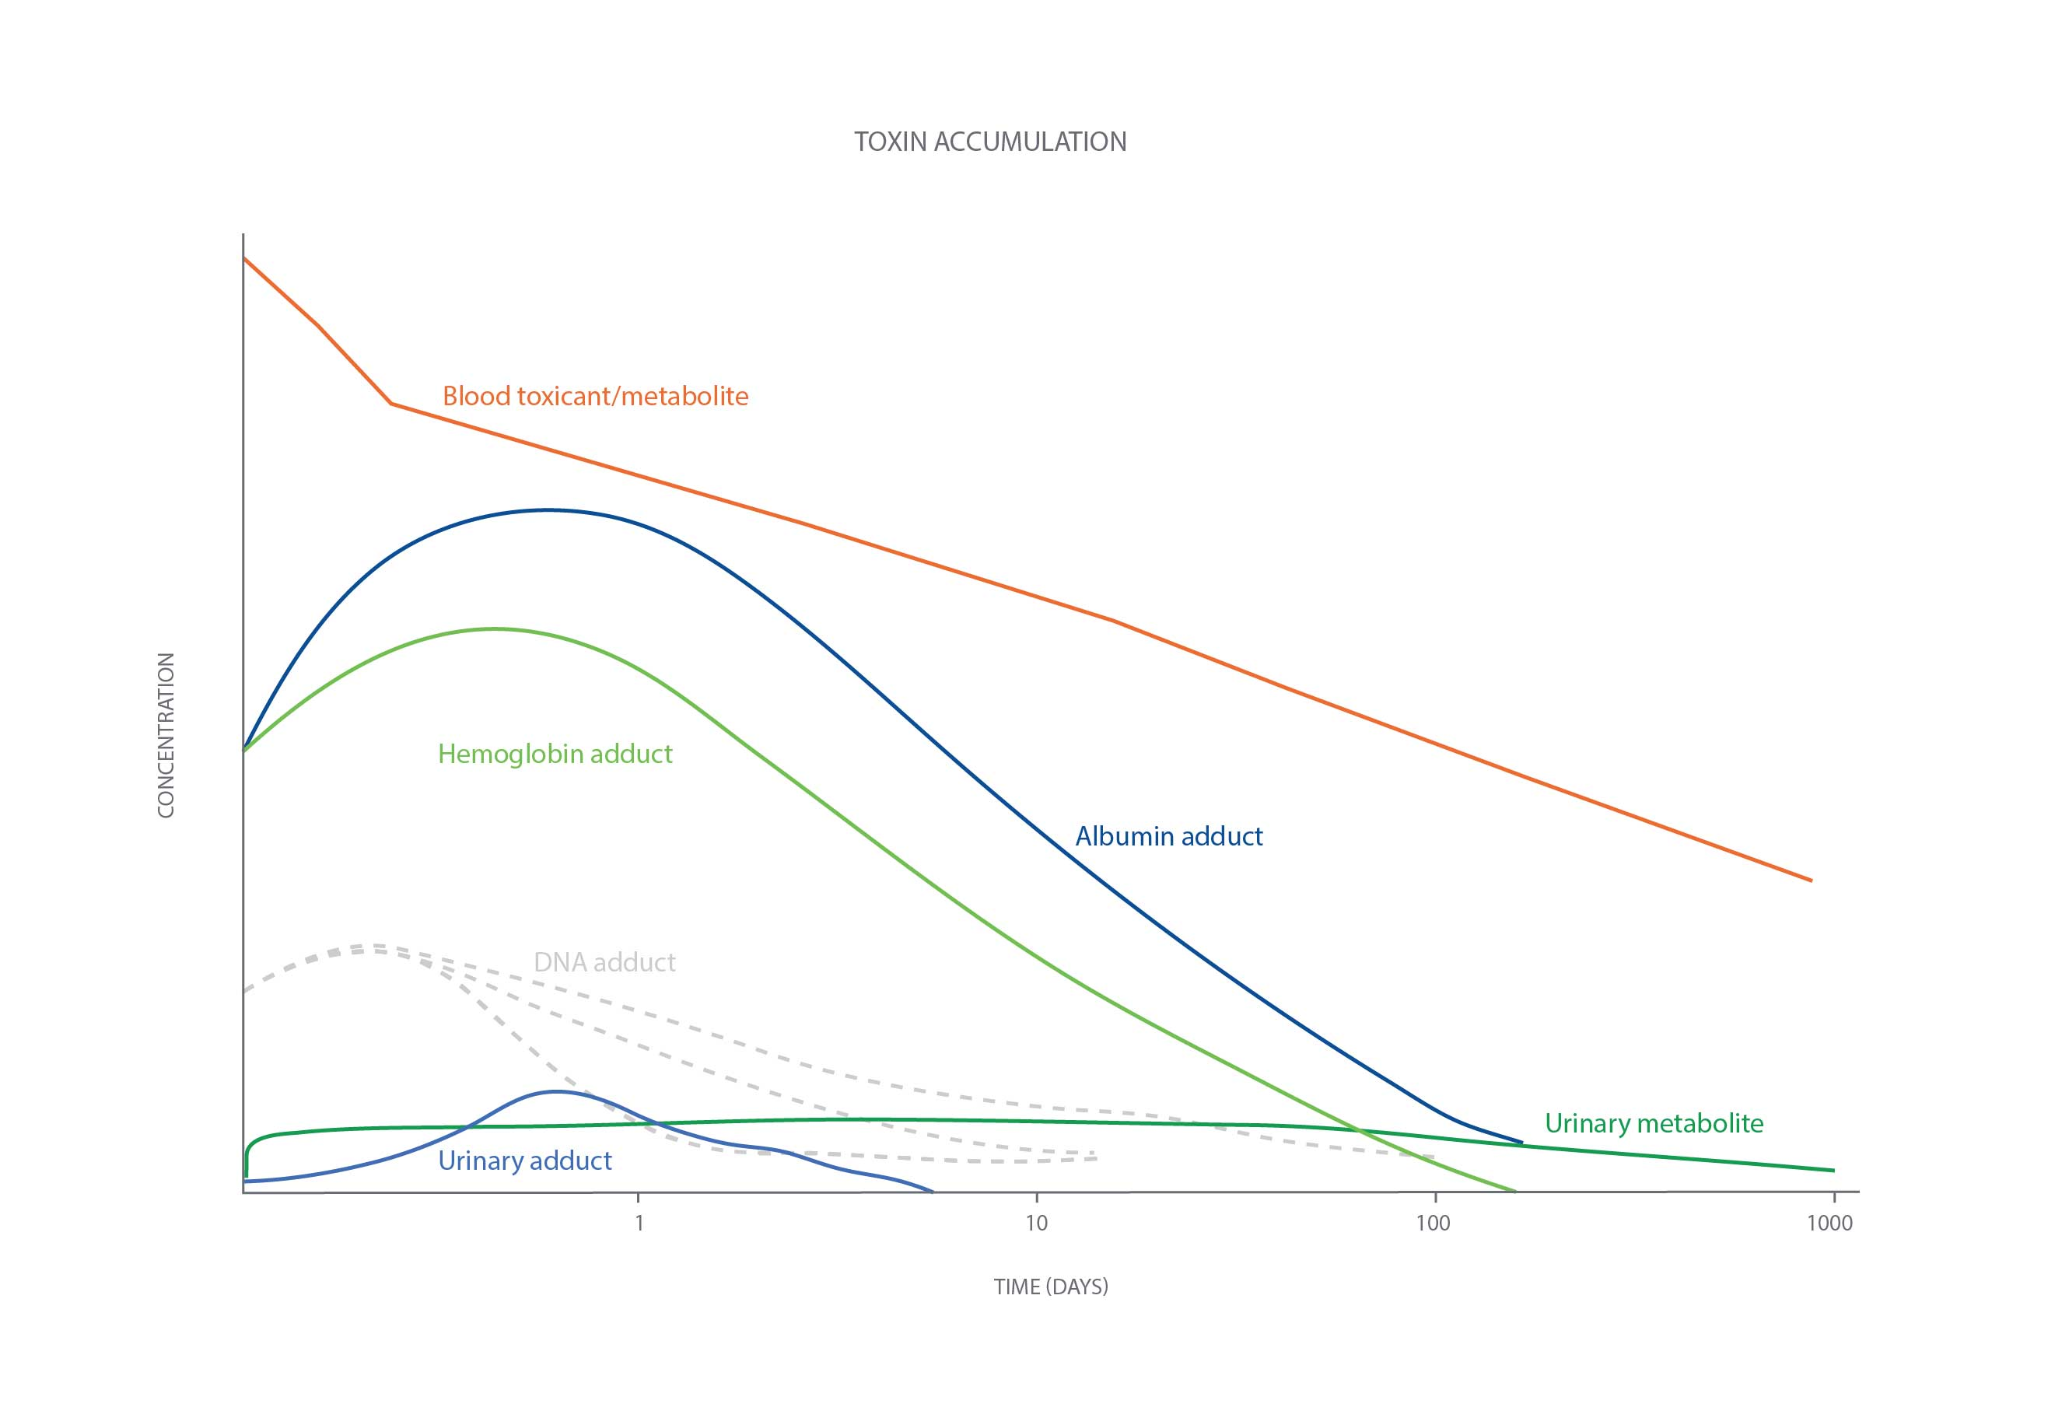 TOXIN ACCUMULATION
Blood toxicant/metabolite
Hemoglobin adduct
Albumin adduct
DNA adduct
Urinary metabolite
Urinary adduct
CONCENTRATION
1
10
100
1000
TIME (DAYS)